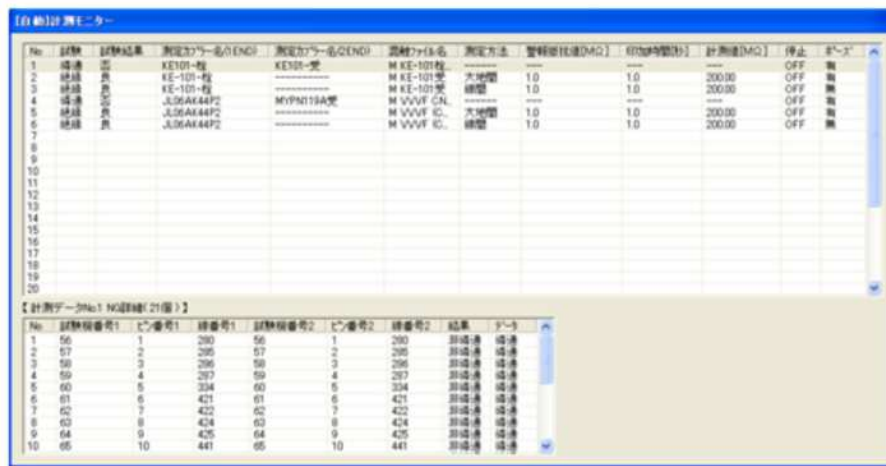 [自動]計測モニター
No 試験 試験結果 測定カプラー名(1END) 測定カプラー名(2END) 混触ファイル名 測定方法 警報抵抗値[MΩ] 印加時間[秒] 計測値[MΩ] 停止 ポーズ
1 導通 否 KE101-栓 KE101-受 M KE-101栓... ------ ---- --- --- OFF 有
2 絶縁 良 KE-101-栓 ---------- M KE-101受 大地間 1.0 1.0 200.00 OFF 有
3 絶縁 良 KE-101-栓 ---------- M KE-101受 線間 1.0 1.0 200.00 OFF 無
4 導通 否 JL06AK44P2 MYPN119A受 M VVVF CN... ------ ---- --- --- OFF 有
5 絶縁 良 JL06AK44P2 ---------- M VVVF 大地間 1.0 1.0 200.00 OFF 有
6 絶縁 良 JL06AK44P2 ---------- M VVVF 線間 1.0 1.0 200.00 OFF 無
7
8
9
10
11
12
13
14
15
16
17
18
19
20
【計測データNo.1 NG詳細(21個)】
No 試験機番号1 ピン番号1 線番号1 試験機番号2 ピン番号2 線番号2 結果 データ
1 56 1 280 56 1 280 非導通 導通
2 57 2 285 57 2 285 非導通 導通
3 58 3 286 58 3 286 非導通 導通
4 59 4 287 59 4 287 非導通 導通
5 60 5 334 60 5 334 非導通 導通
6 61 6 421 61 6 421 非導通 導通
7 62 7 422 62 7 422 非導通 導通
8 63 8 424 63 8 424 非導通 導通
9 64 9 425 64 9 425 非導通 導通
10 65 10 441 65 10 441 非導通 導通